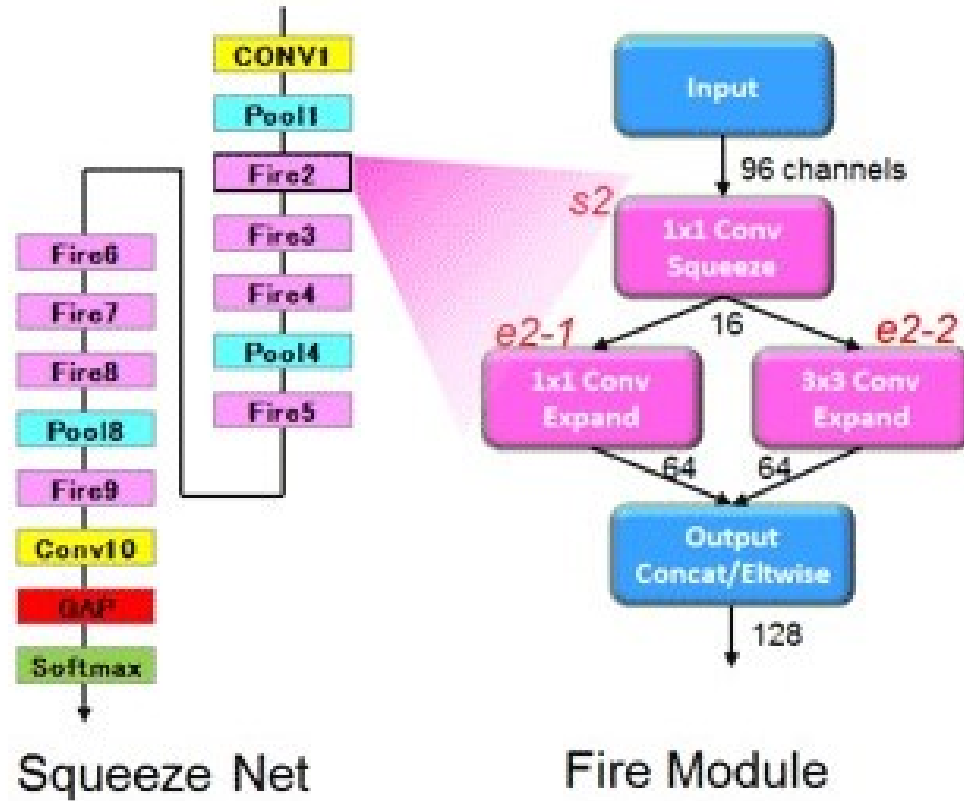 CONV1
Pool1
Fire2
Fire3
Fire4
Pool4
Fire5
Fire6
Fire7
Fire8
Pool8
Fire9
Conv10
GAP
Softmax
Squeeze Net
Input
96 channels
s2
1x1 Conv
Squeeze
16
e2-1
e2-2
1x1 Conv
Expand
3x3 Conv
Expand
64
64
Output
Concat/Eltwise
128
Fire Module